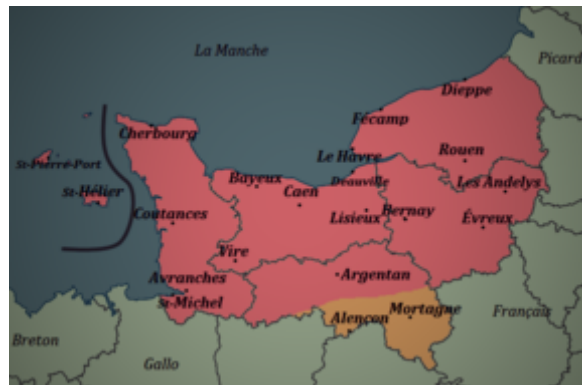 La Manche
Picard
Dieppe
Fécamp
Cherbourg
Le Havre
Rouen
St-Pierre-Port
Bayeux
Deauville
Les Andelys
St-Hélier
Caen
Coutances
Lisieux
Bernay
Évreux
Vire
Avranches
Argentan
St-Michel
Alençon
Mortagne
Français
Breton
Gallo